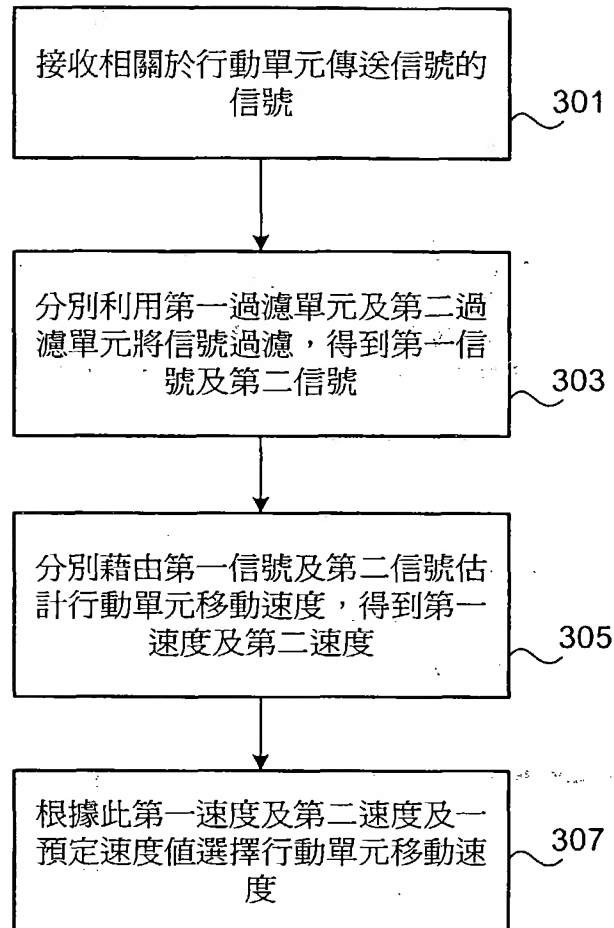 接收相關於行動單元傳送信號的
信號
301
分別利用第一過濾單元及第二過
濾單元將信號過濾，得到第一信
號及第二信號
303
分別藉由第一信號及第二信號估
計行動單元移動速度，得到第一
速度及第二速度
305
根據此第一速度及第二速度及一
預定速度值選擇行動單元移動速
度
307